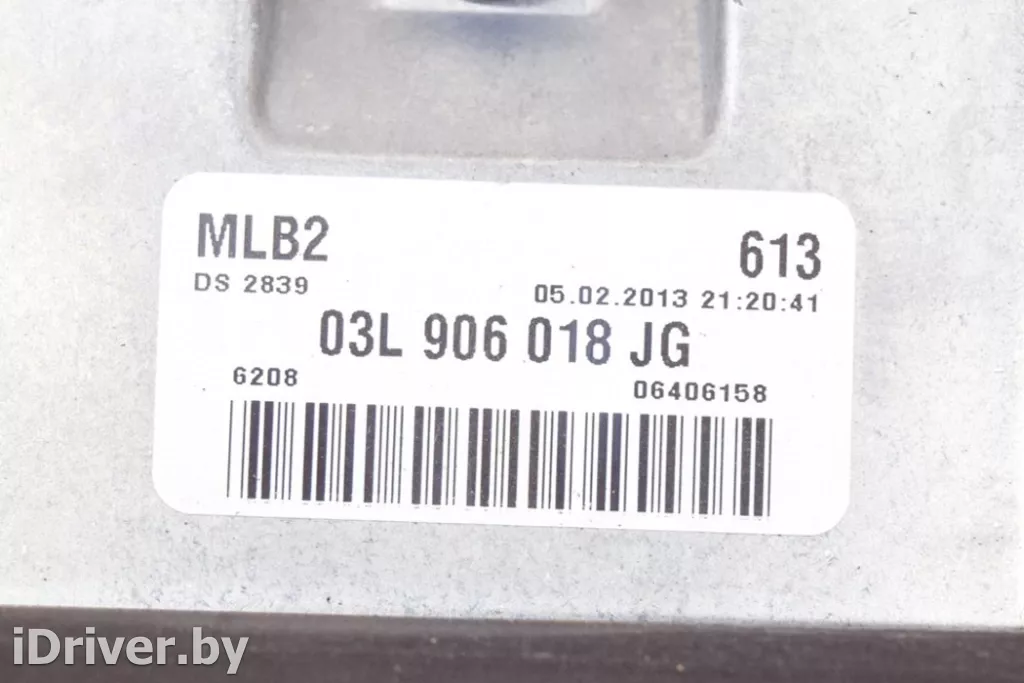 MLB2 613
DS 2839 05.02.2013 21:20:41
03L 906 018 JG
6208 06406158
iDriver.by